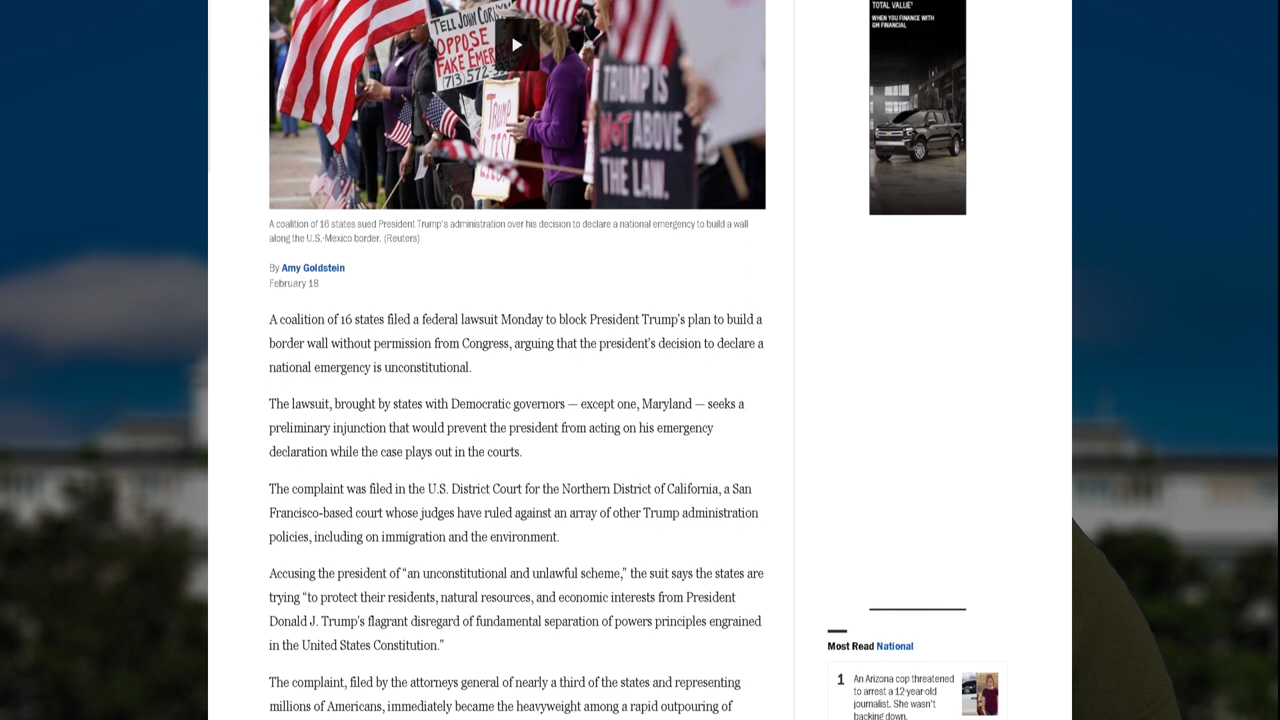 TELL JOHN CORNYN
OPPOSE
FAKE EMER
(713) 572-
TRUMP
LIES
TRUMP IS
NOT ABOVE
THE LAW.
TOTAL VALUE¹
WHEN YOU FINANCE WITH
GM FINANCIAL
A coalition of 16 states sued President Trump's administration over his decision to declare a national emergency to build a wall
along the U.S.-Mexico border. (Reuters)
By Amy Goldstein
February 18
A coalition of 16 states filed a federal lawsuit Monday to block President Trump's plan to build a
border wall without permission from Congress, arguing that the president's decision to declare a
national emergency is unconstitutional.
The lawsuit, brought by states with Democratic governors — except one, Maryland — seeks a
preliminary injunction that would prevent the president from acting on his emergency
declaration while the case plays out in the courts.
The complaint was filed in the U.S. District Court for the Northern District of California, a San
Francisco-based court whose judges have ruled against an array of other Trump administration
policies, including on immigration and the environment.
Accusing the president of “an unconstitutional and unlawful scheme,” the suit says the states are
trying “to protect their residents, natural resources, and economic interests from President
Donald J. Trump's flagrant disregard of fundamental separation of powers principles engrained
in the United States Constitution.”
The complaint, filed by the attorneys general of nearly a third of the states and representing
millions of Americans, immediately became the heavyweight among a rapid outpouring of
Most Read National
1
An Arizona cop threatened
to arrest a 12-year-old
journalist. She wasn't
backing down.